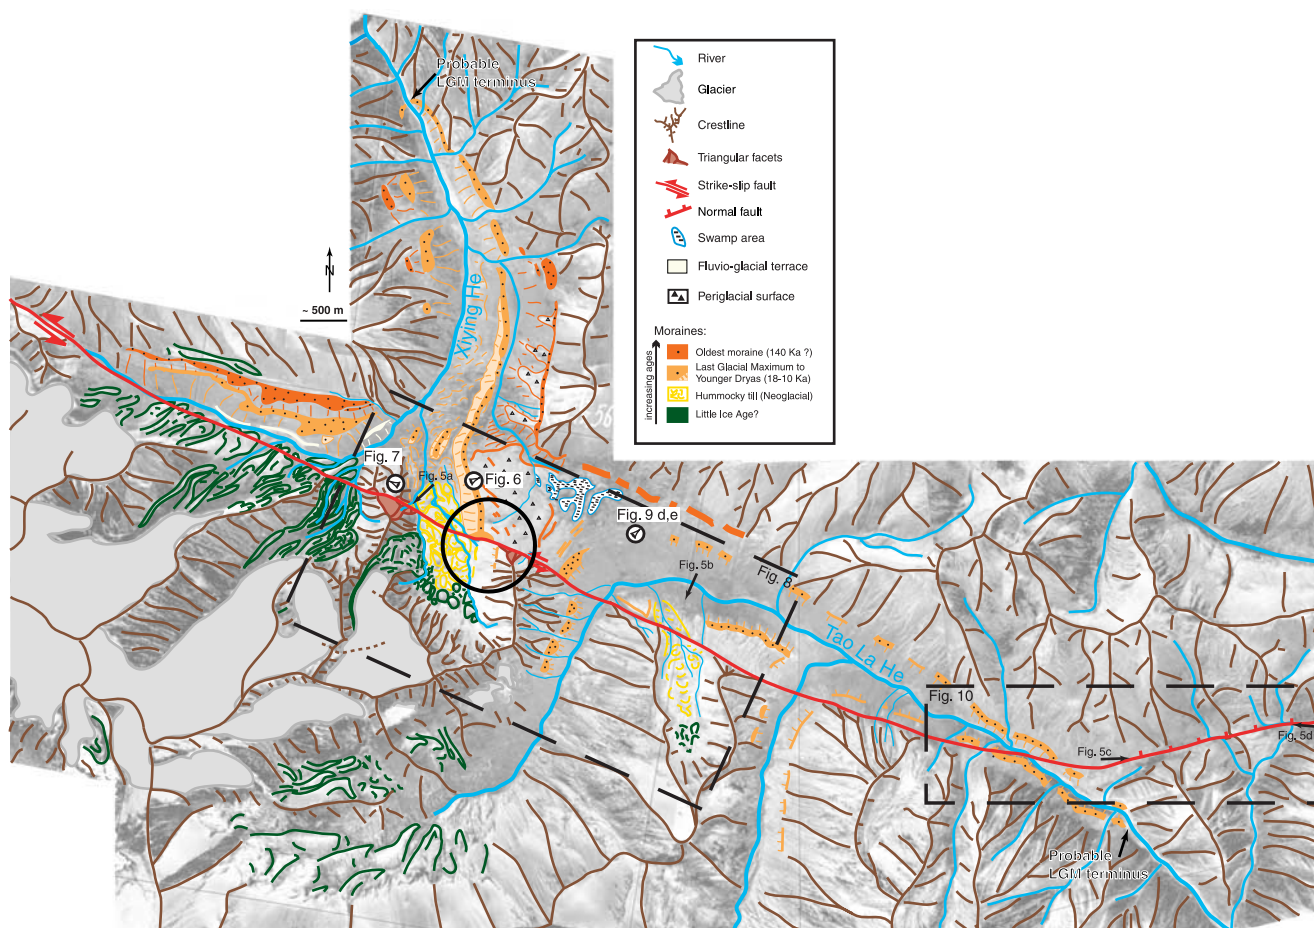 Probable
LGM terminus
River
Glacier
Crestline
Triangular facets
Strike-slip fault
Normal fault
Swamp area
Fluvio-glacial terrace
Periglacial surface
Moraines:
increasing ages
Oldest moraine (140 Ka ?)
Last Glacial Maximum to
Younger Dryas (18-10 Ka)
Hummocky till (Neoglacial)
Little Ice Age?
N
~ 500 m
Xiying He
Fig. 7
Fig. 5a
Fig. 6
Fig. 9 d,e
Fig. 5b
Fig. 8
Tao La He
Fig. 10
Fig. 5c
Fig. 5d
Probable
LGM terminus